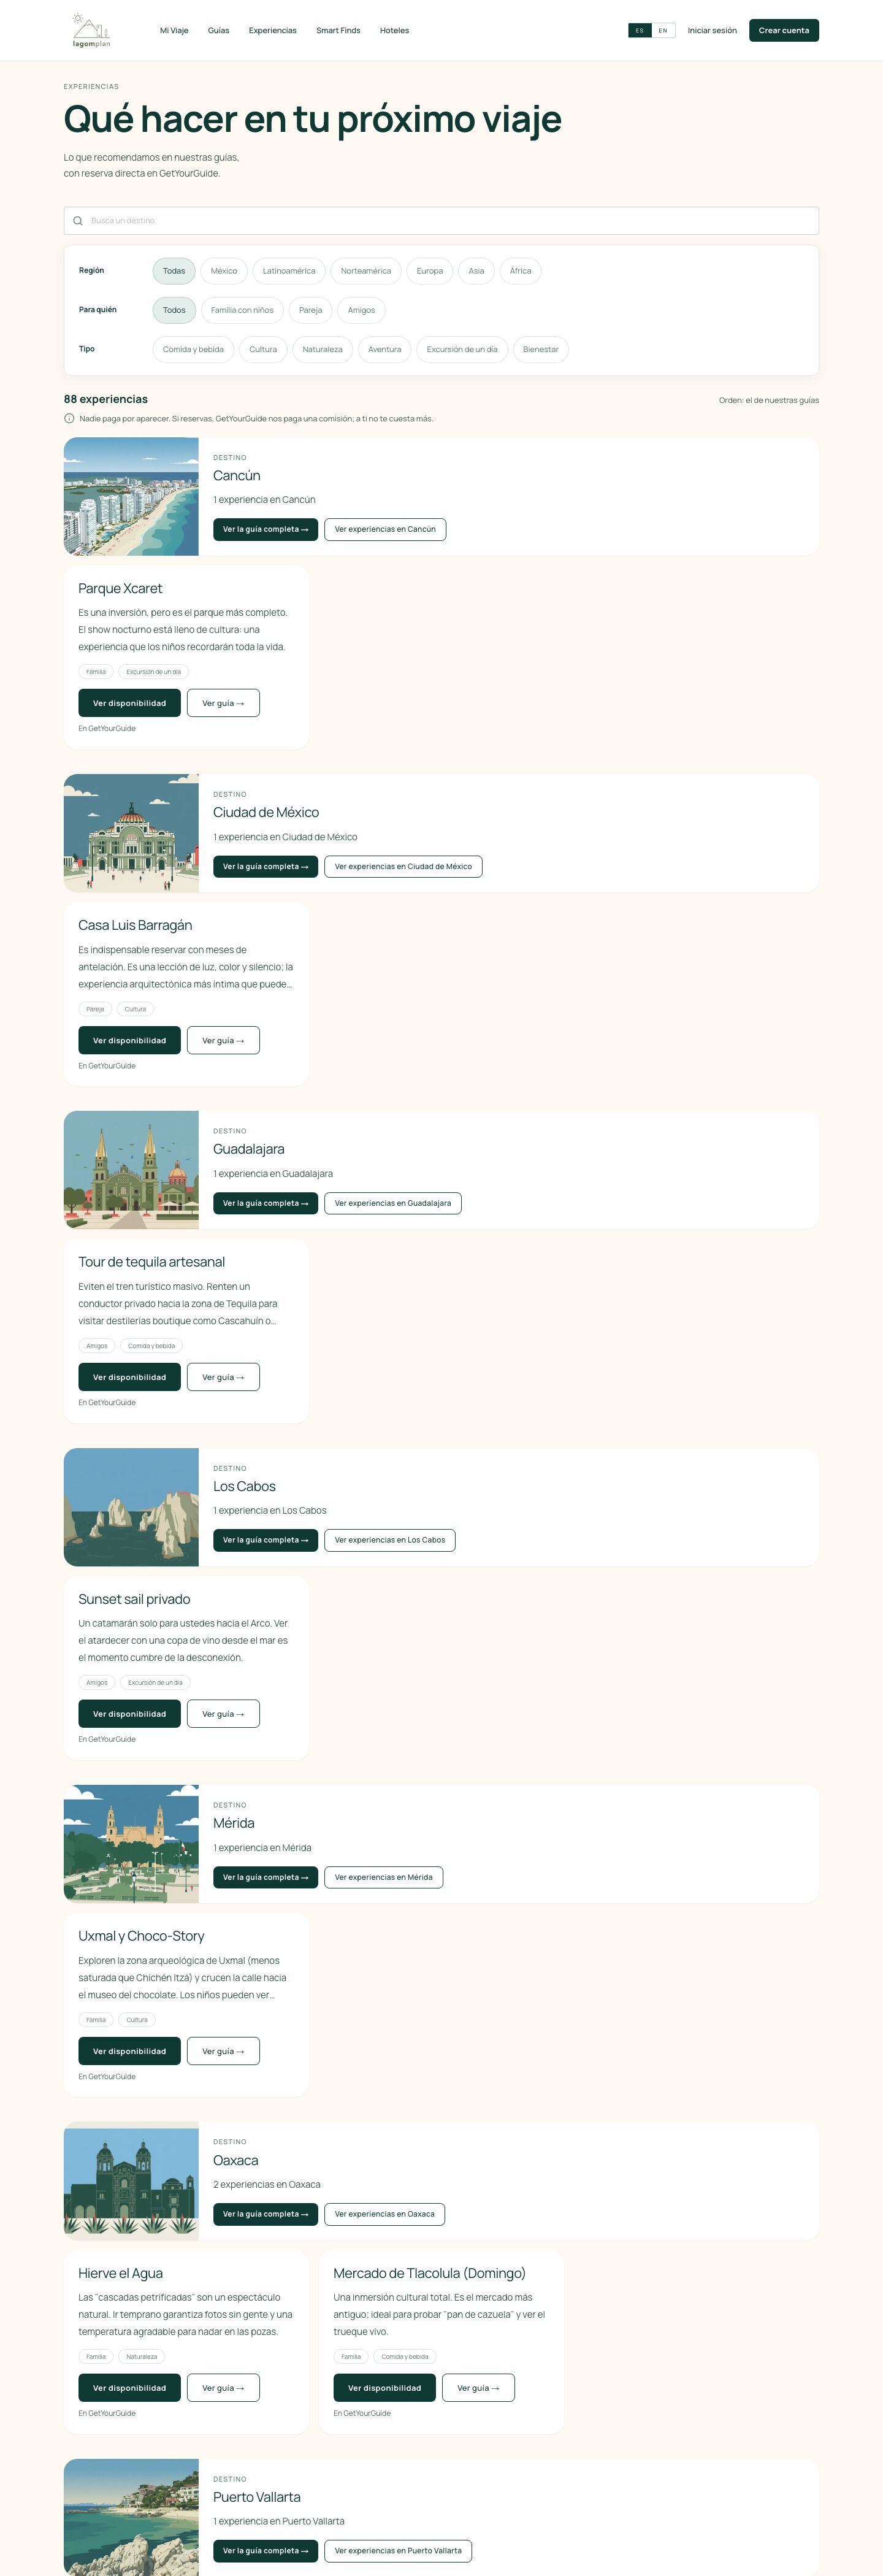 lagomplan
Mi Viaje
Guías
Experiencias
Smart Finds
Hoteles
ES
EN
Iniciar sesión
Crear cuenta
EXPERIENCIAS
Qué hacer en tu próximo viaje
Lo que recomendamos en nuestras guías,
con reserva directa en GetYourGuide.
Busca un destino
Región
Todas
México
Latinoamérica
Norteamérica
Europa
Asia
África
Para quién
Todos
Familia con niños
Pareja
Amigos
Tipo
Comida y bebida
Cultura
Naturaleza
Aventura
Excursión de un día
Bienestar
88 experiencias
Orden: el de nuestras guías
Nadie paga por aparecer. Si reservas, GetYourGuide nos paga una comisión; a ti no te cuesta más.
DESTINO
Cancún
1 experiencia en Cancún
Ver la guía completa →
Ver experiencias en Cancún
Parque Xcaret
Es una inversión, pero es el parque más completo.
El show nocturno está lleno de cultura: una
experiencia que los niños recordarán toda la vida.
Familia
Excursión de un día
Ver disponibilidad
Ver guía →
En GetYourGuide
DESTINO
Ciudad de México
1 experiencia en Ciudad de México
Ver la guía completa →
Ver experiencias en Ciudad de México
Casa Luis Barragán
Es indispensable reservar con meses de
antelación. Es una lección de luz, color y silencio; la
experiencia arquitectónica más íntima que puede…
Pareja
Cultura
Ver disponibilidad
Ver guía →
En GetYourGuide
DESTINO
Guadalajara
1 experiencia en Guadalajara
Ver la guía completa →
Ver experiencias en Guadalajara
Tour de tequila artesanal
Eviten el tren turístico masivo. Renten un
conductor privado hacia la zona de Tequila para
visitar destilerías boutique como Cascahuín o…
Amigos
Comida y bebida
Ver disponibilidad
Ver guía →
En GetYourGuide
DESTINO
Los Cabos
1 experiencia en Los Cabos
Ver la guía completa →
Ver experiencias en Los Cabos
Sunset sail privado
Un catamarán solo para ustedes hacia el Arco. Ver
el atardecer con una copa de vino desde el mar es
el momento cumbre de la desconexión.
Amigos
Excursión de un día
Ver disponibilidad
Ver guía →
En GetYourGuide
DESTINO
Mérida
1 experiencia en Mérida
Ver la guía completa →
Ver experiencias en Mérida
Uxmal y Choco-Story
Exploren la zona arqueológica de Uxmal (menos
saturada que Chichén Itzá) y crucen la calle hacia
el museo del chocolate. Los niños pueden ver…
Familia
Cultura
Ver disponibilidad
Ver guía →
En GetYourGuide
DESTINO
Oaxaca
2 experiencias en Oaxaca
Ver la guía completa →
Ver experiencias en Oaxaca
Hierve el Agua
Las "cascadas petrificadas" son un espectáculo
natural. Ir temprano garantiza fotos sin gente y una
temperatura agradable para nadar en las pozas.
Familia
Naturaleza
Ver disponibilidad
Ver guía →
En GetYourGuide
Mercado de Tlacolula (Domingo)
Una inmersión cultural total. Es el mercado más
antiguo; ideal para probar "pan de cazuela" y ver el
trueque vivo.
Familia
Comida y bebida
Ver disponibilidad
Ver guía →
En GetYourGuide
DESTINO
Puerto Vallarta
1 experiencia en Puerto Vallarta
Ver la guía completa →
Ver experiencias en Puerto Vallarta